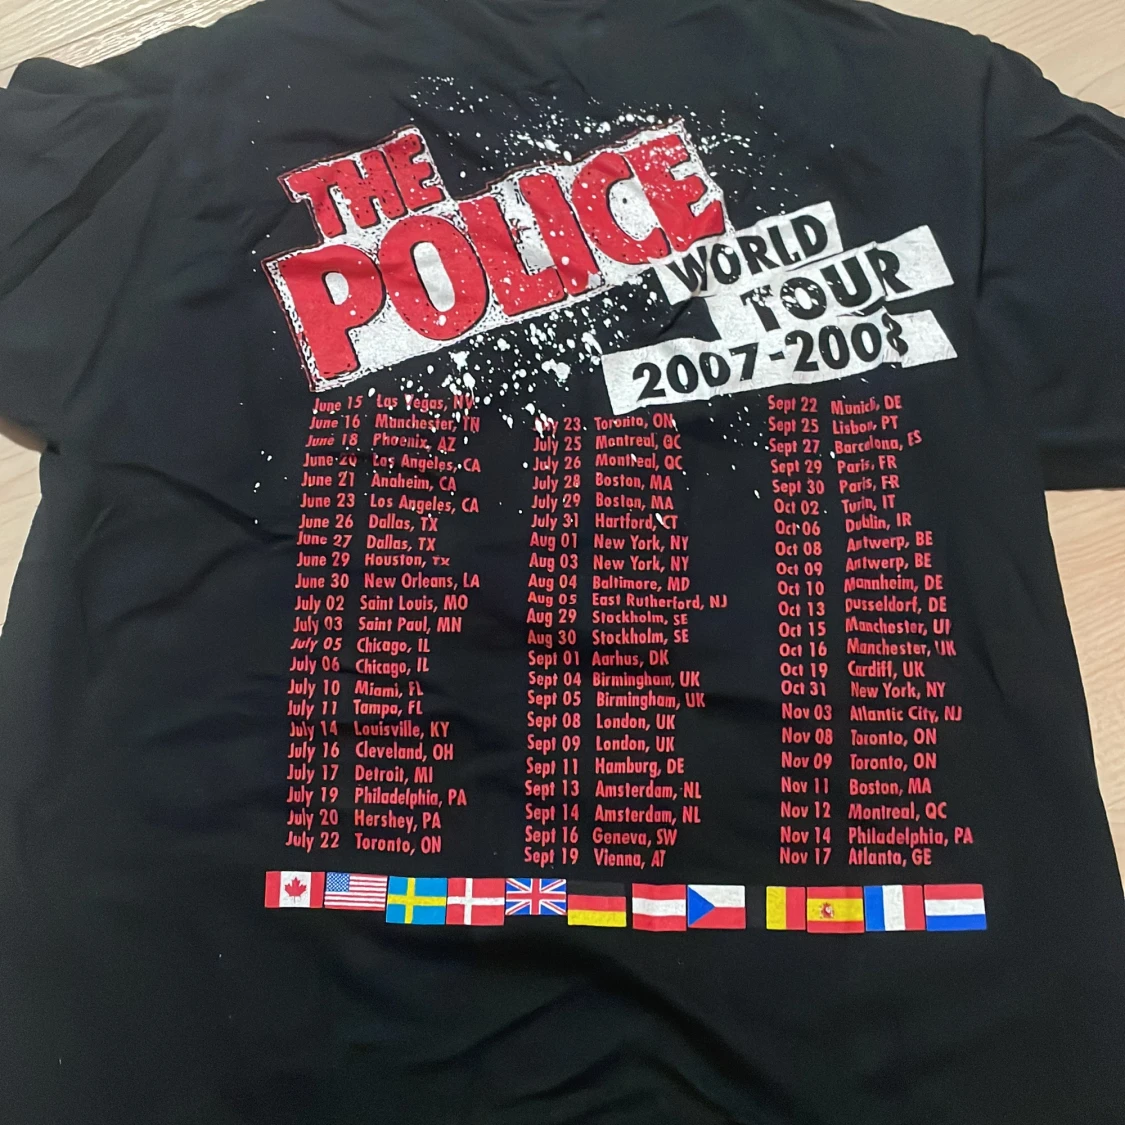 THE
POLICE
WORLD
TOUR
2007-2008
June 15 Las Vegas, NV
June 16 Manchester, TN
June 18 Phoenix, AZ
June 20 Los Angeles, CA
June 21 Anaheim, CA
June 23 Los Angeles, CA
June 26 Dallas, TX
June 27 Dallas, TX
June 29 Houston, TX
June 30 New Orleans, LA
July 02 Saint Louis, MO
July 03 Saint Paul, MN
July 05 Chicago, IL
July 06 Chicago, IL
July 10 Miami, FL
July 11 Tampa, FL
July 14 Louisville, KY
July 16 Cleveland, OH
July 17 Detroit, MI
July 19 Philadelphia, PA
July 20 Hershey, PA
July 22 Toronto, ON
July 23 Toronto, ON
July 25 Montreal, QC
July 26 Montreal, QC
July 28 Boston, MA
July 29 Boston, MA
July 31 Hartford, CT
Aug 01 New York, NY
Aug 03 New York, NY
Aug 04 Baltimore, MD
Aug 05 East Rutherford, NJ
Aug 29 Stockholm, SE
Aug 30 Stockholm, SE
Sept 01 Aarhus, DK
Sept 04 Birmingham, UK
Sept 05 Birmingham, UK
Sept 08 London, UK
Sept 09 London, UK
Sept 11 Hamburg, DE
Sept 13 Amsterdam, NL
Sept 14 Amsterdam, NL
Sept 16 Geneva, SW
Sept 19 Vienna, AT
Sept 22 Munich, DE
Sept 25 Lisbon, PT
Sept 27 Barcelona, ES
Sept 29 Paris, FR
Sept 30 Paris, FR
Oct 02 Turin, IT
Oct 06 Dublin, IR
Oct 08 Antwerp, BE
Oct 09 Antwerp, BE
Oct 10 Mannheim, DE
Oct 13 Dusseldorf, DE
Oct 15 Manchester, UK
Oct 16 Manchester, UK
Oct 19 Cardiff, UK
Oct 31 New York, NY
Nov 03 Atlantic City, NJ
Nov 08 Toronto, ON
Nov 09 Toronto, ON
Nov 11 Boston, MA
Nov 12 Montreal, QC
Nov 14 Philadelphia, PA
Nov 17 Atlanta, GE